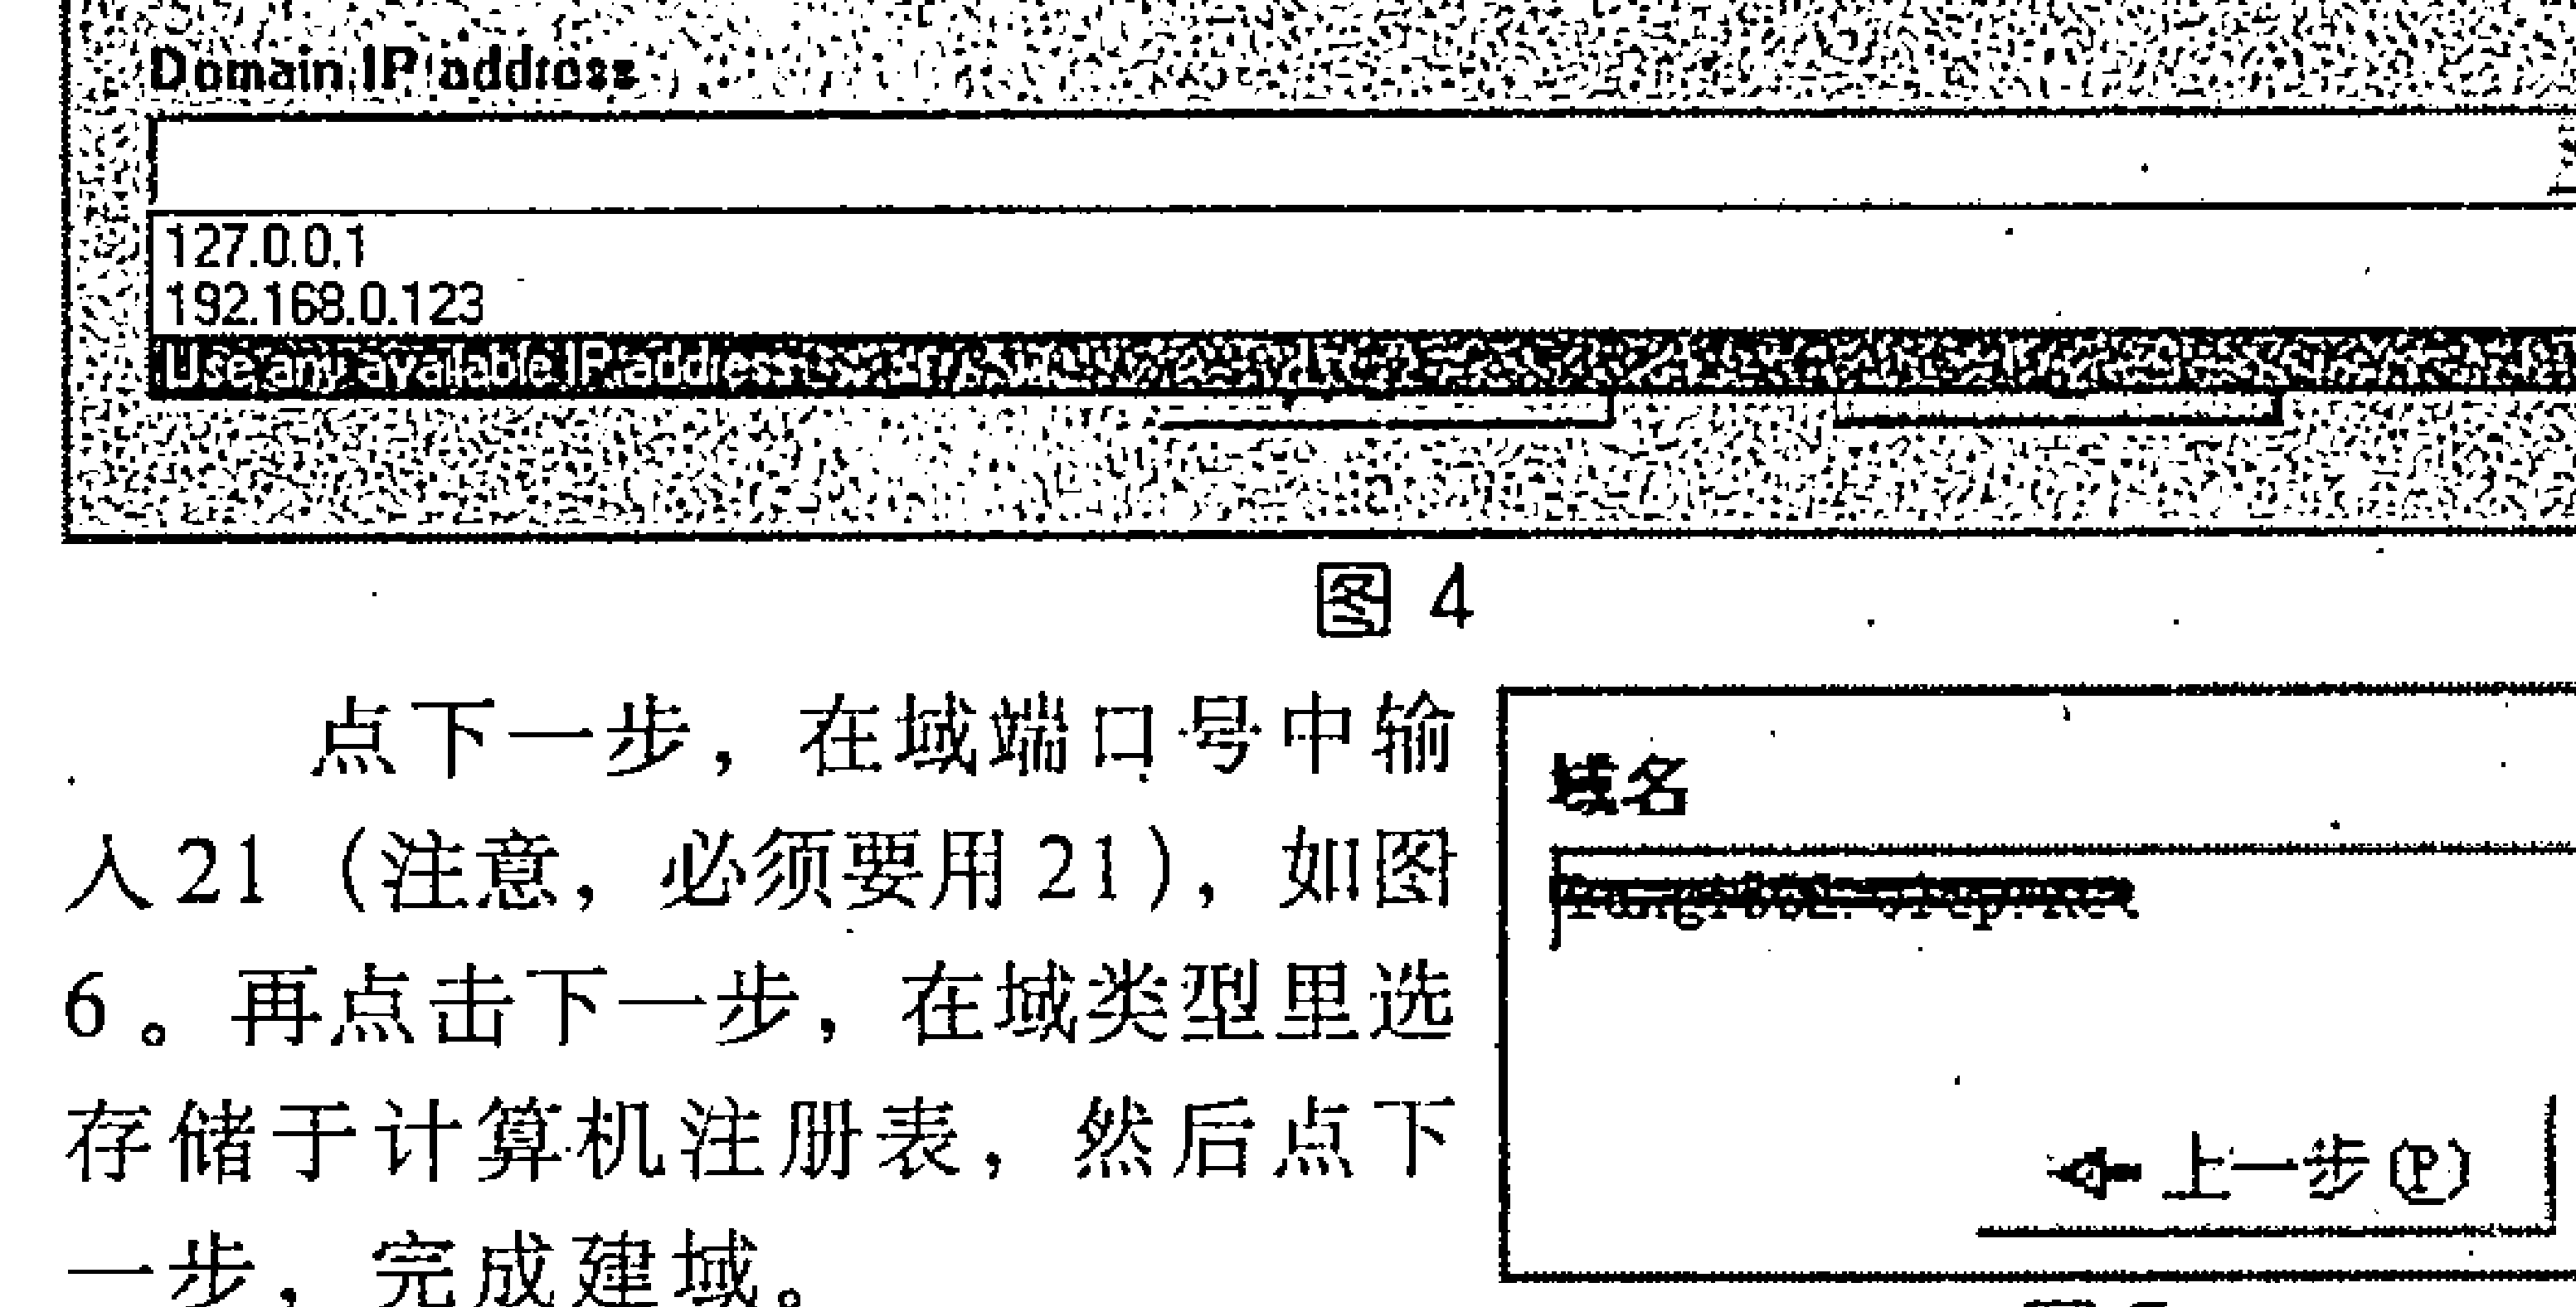 Domain IP address
127.0.0.1
192.168.0.123
Use any available IP address
图 4
点下一步，在域端口号中输
入21（注意，必须要用21），如图
6。再点击下一步，在域类型里选
存储于计算机注册表，然后点下
一步，完成建域。
域名
上一步(P)